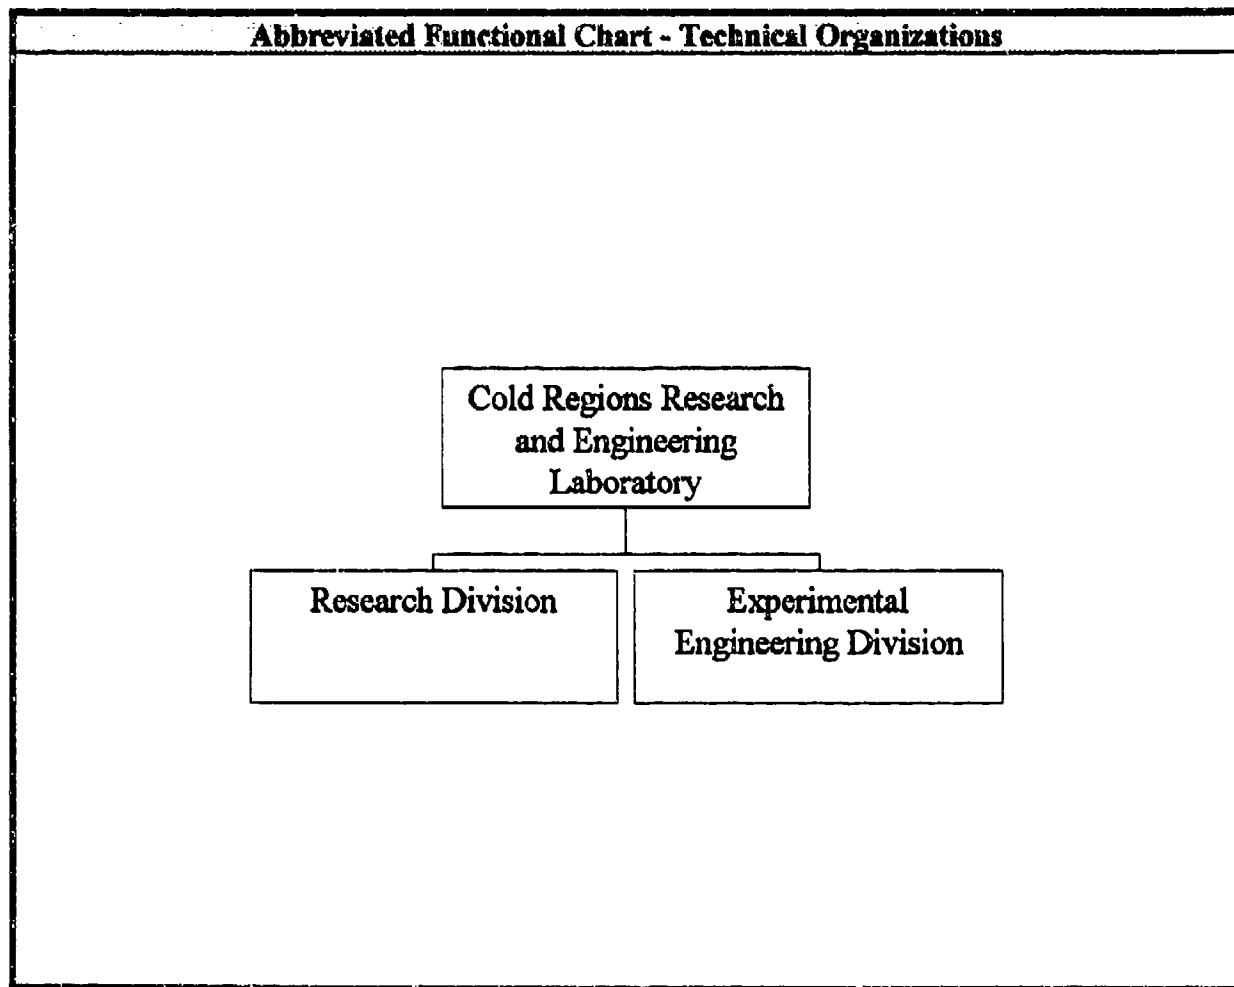 Abbreviated Functional Chart - Technical Organizations
Cold Regions Research
and Engineering
Laboratory
Research Division
Experimental
Engineering Division